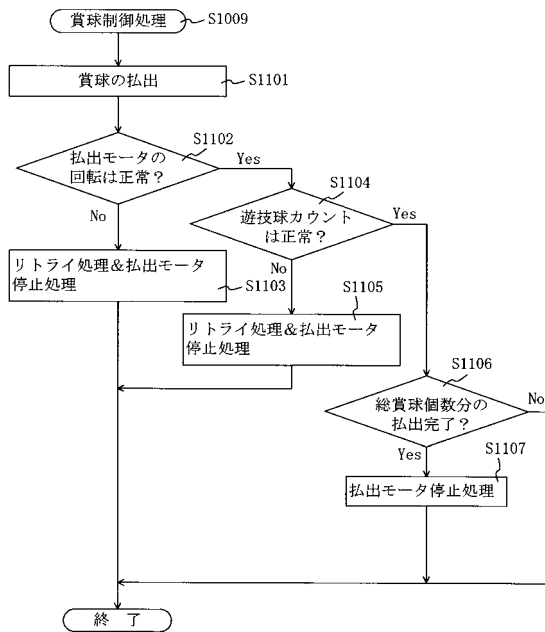 賞球制御処理
S1009
賞球の払出
S1101
払出モータの
回転は正常？
S1102
Yes
No
遊技球カウント
は正常？
S1104
Yes
No
リトライ処理＆払出モータ
停止処理
S1103
リトライ処理＆払出モータ
停止処理
S1105
総賞球個数分の
払出完了？
S1106
No
Yes
払出モータ停止処理
S1107
終　了